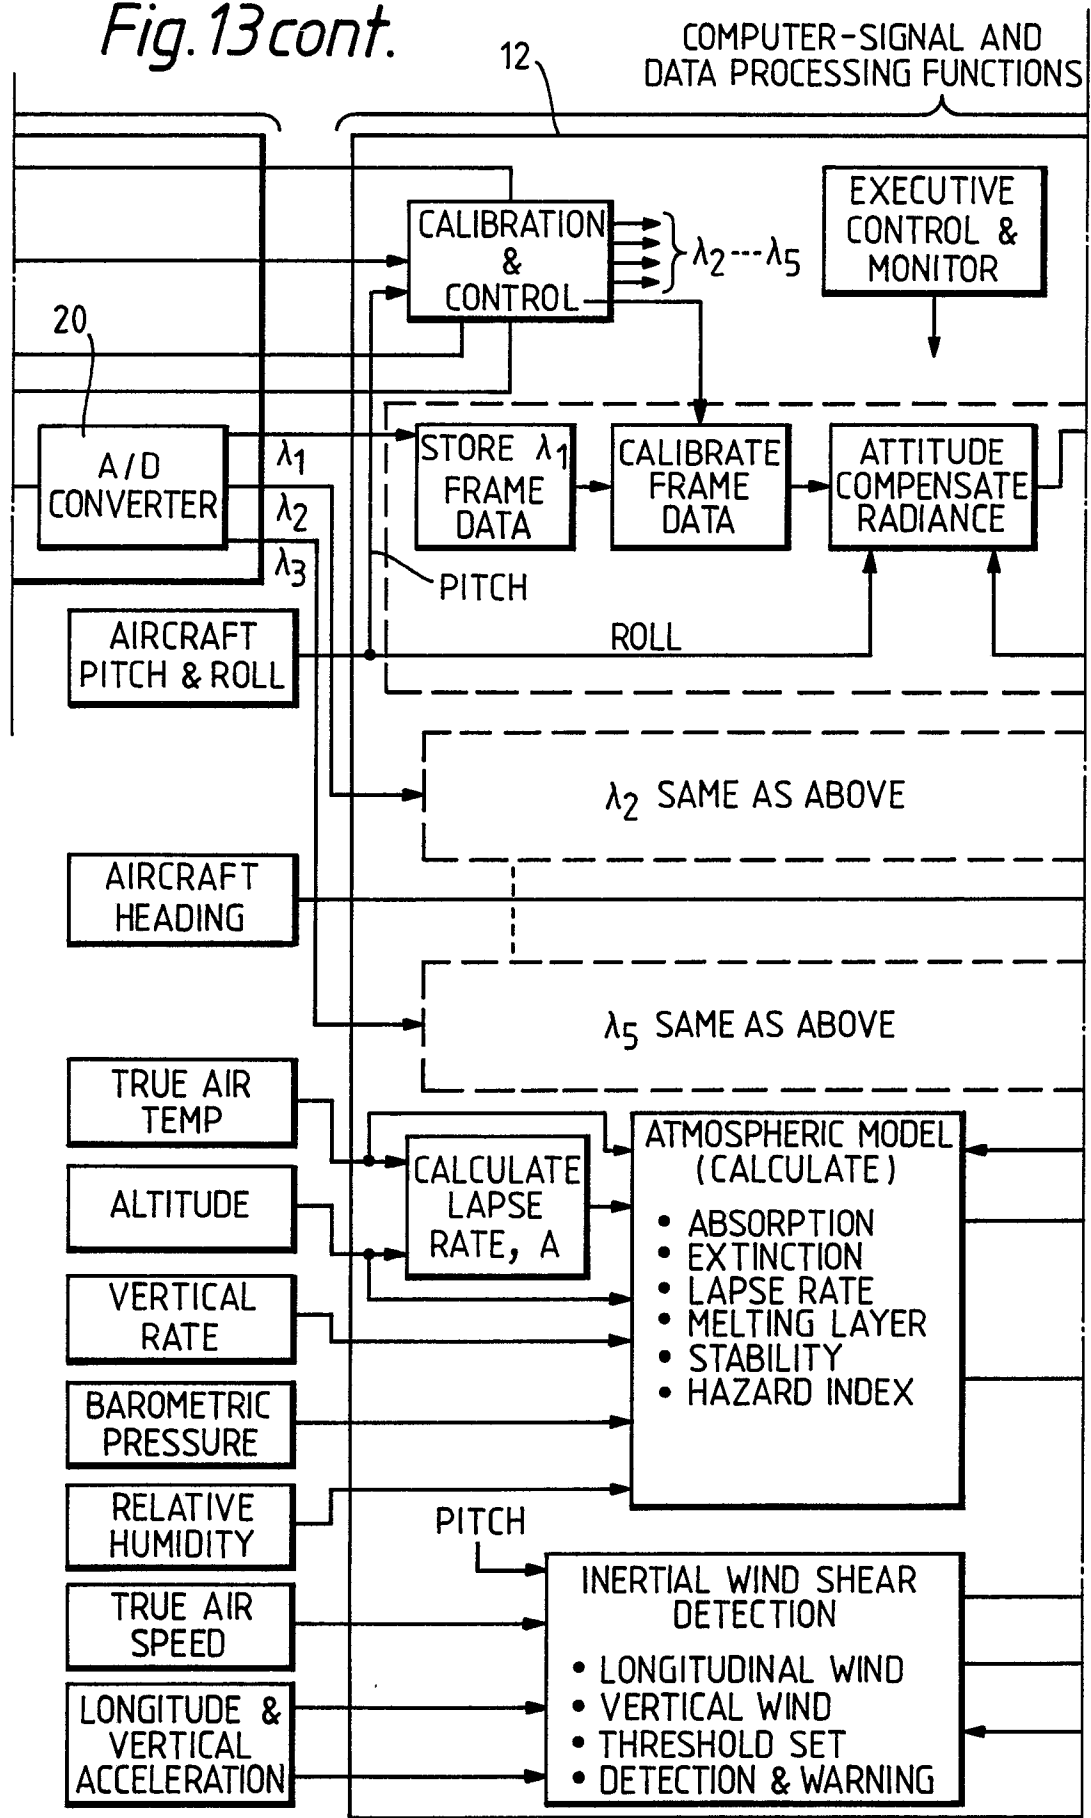 Fig. 13 cont.
COMPUTER-SIGNAL AND
DATA PROCESSING FUNCTIONS
12
CALIBRATION
&
CONTROL
λ2---λ5
EXECUTIVE
CONTROL &
MONITOR
20
A/D
CONVERTER
λ1
λ2
λ3
STORE λ1
FRAME
DATA
CALIBRATE
FRAME
DATA
ATTITUDE
COMPENSATE
RADIANCE
PITCH
AIRCRAFT
PITCH & ROLL
ROLL
λ2 SAME AS ABOVE
AIRCRAFT
HEADING
λ5 SAME AS ABOVE
TRUE AIR
TEMP
ALTITUDE
CALCULATE
LAPSE
RATE, A
ATMOSPHERIC MODEL
(CALCULATE)
• ABSORPTION
• EXTINCTION
• LAPSE RATE
• MELTING LAYER
• STABILITY
• HAZARD INDEX
VERTICAL
RATE
BAROMETRIC
PRESSURE
RELATIVE
HUMIDITY
PITCH
TRUE AIR
SPEED
INERTIAL WIND SHEAR
DETECTION
• LONGITUDINAL WIND
• VERTICAL WIND
• THRESHOLD SET
• DETECTION & WARNING
LONGITUDE &
VERTICAL
ACCELERATION